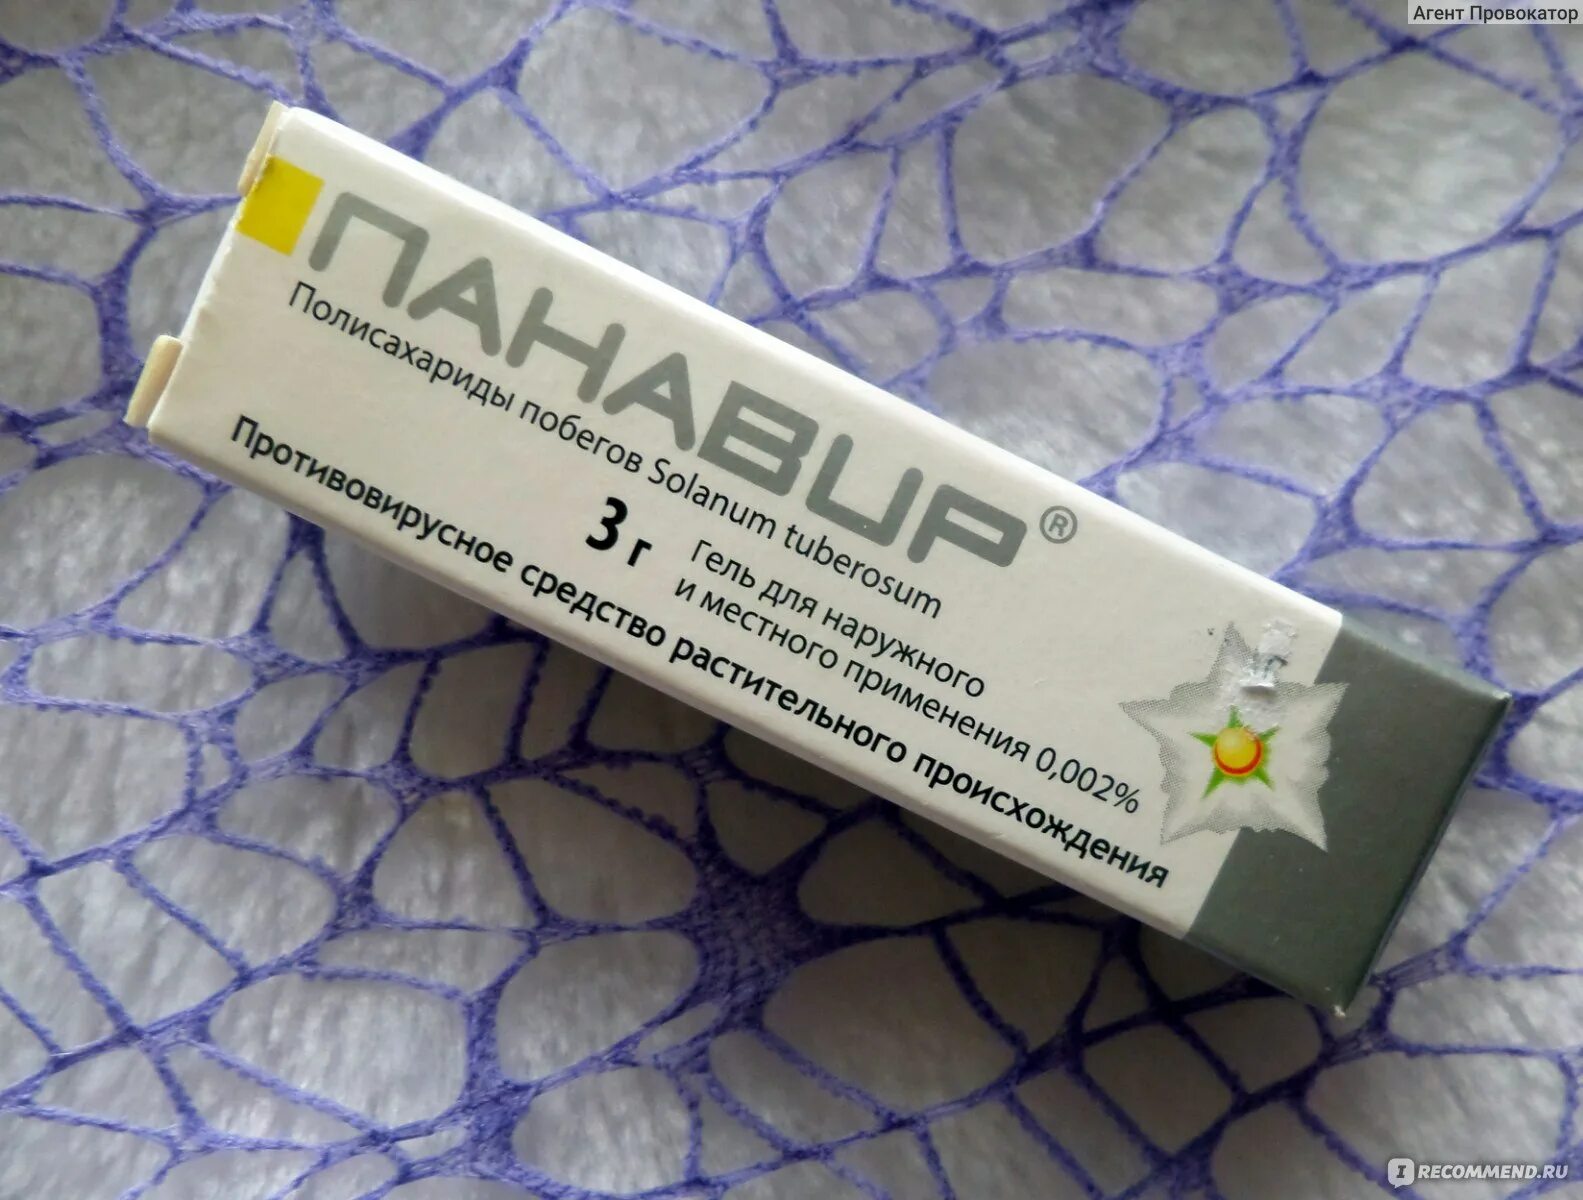 Агент Провокатор
ПАНАВИР®
Полисахариды побегов Solanum tuberosum
3 г
Гель для наружного
и местного применения 0,002%
Противовирусное средство растительного происхождения
I RECOMMEND.RU